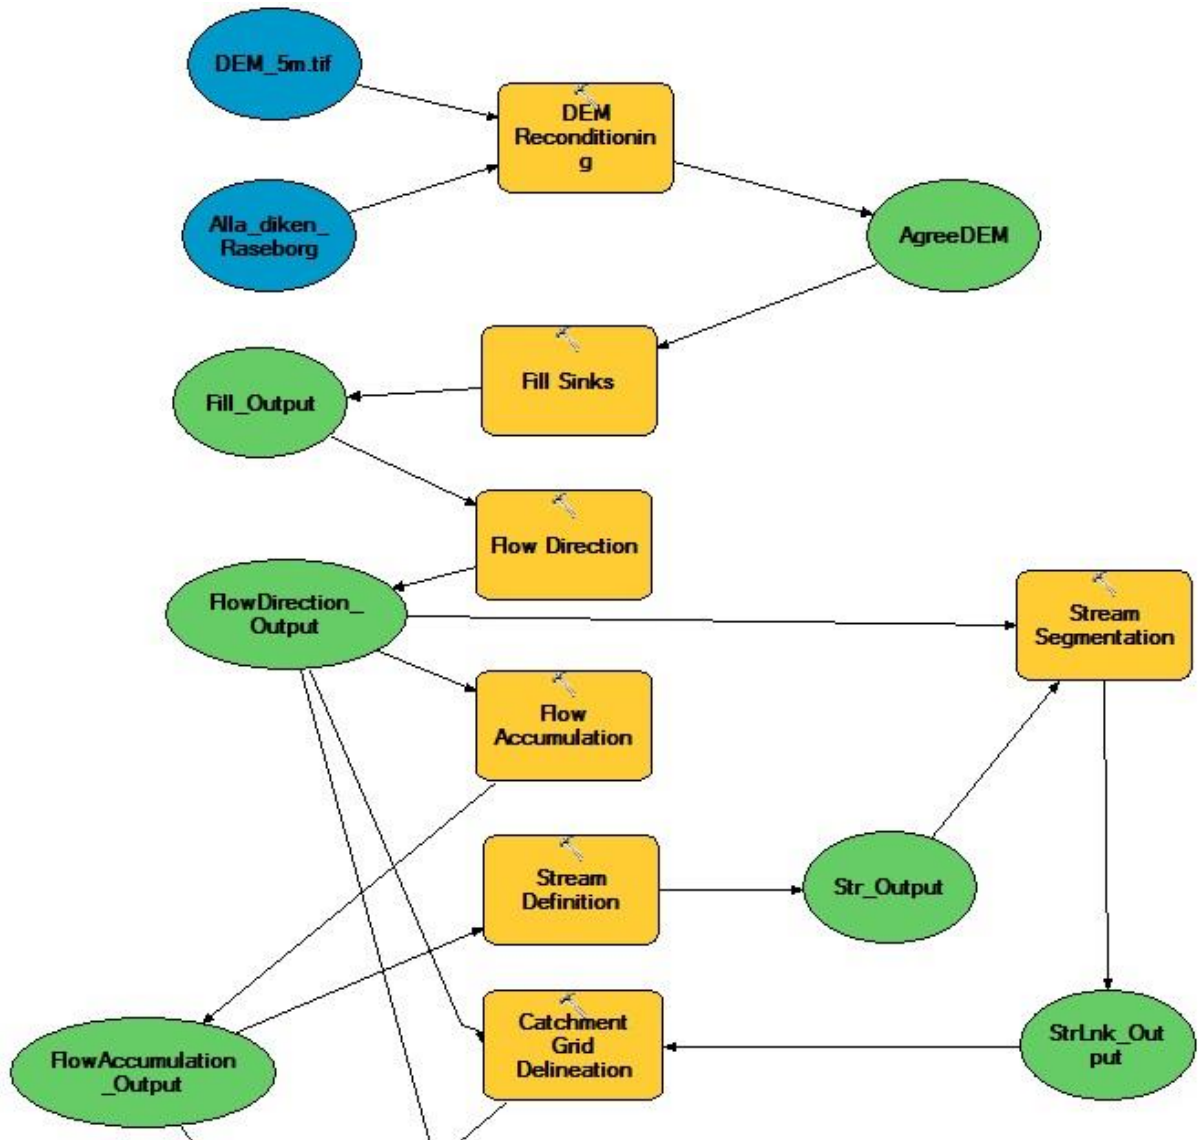 DEM_5m.tif
DEM
Reconditionin
g
Alla_diken_
Raseborg
AgreeDEM
Fill Sinks
Fill_Output
Flow Direction
FlowDirection_
Output
Stream
Segmentation
Flow
Accumulation
Stream
Definition
Str_Output
Catchment
Grid
Delineation
StrLnk_Out
put
FlowAccumulation
_Output